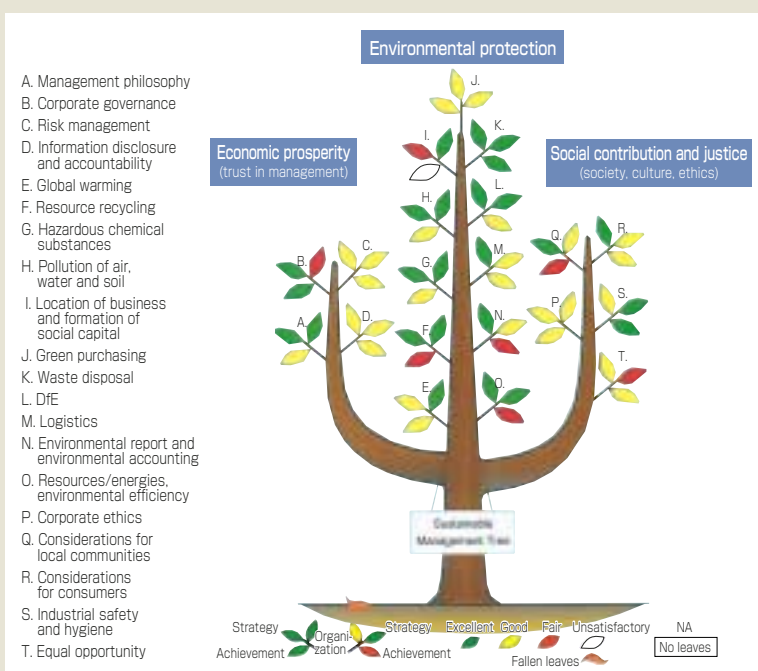 Environmental protection
A. Management philosophy
B. Corporate governance
C. Risk management
D. Information disclosure
and accountability
E. Global warming
F. Resource recycling
G. Hazardous chemical
substances
H. Pollution of air,
water and soil
I. Location of business
and formation of
social capital
J. Green purchasing
K. Waste disposal
L. DfE
M. Logistics
N. Environmental report and
environmental accounting
O. Resources/energies,
environmental efficiency
P. Corporate ethics
Q. Considerations for
local communities
R. Considerations
for consumers
S. Industrial safety
and hygiene
T. Equal opportunity
Economic prosperity
(trust in management)
Social contribution and justice
(society, culture, ethics)
J.
I.
K.
H.
L.
G.
M.
F.
N.
E.
O.
B.
C.
A.
D.
Q.
R.
P.
S.
T.
Sustainable
Management Tree
Strategy
Achievement
Organi-
zation
Strategy
Achievement
Excellent
Good
Fair
Unsatisfactory
NA
No leaves
Fallen leaves